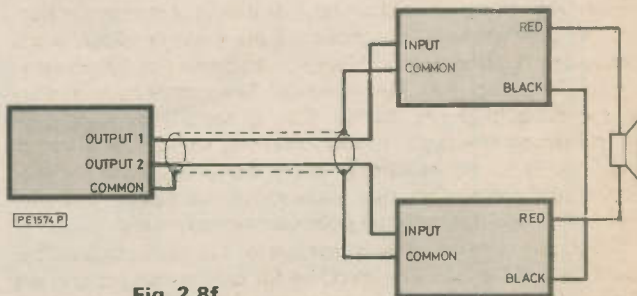 OUTPUT 1
OUTPUT 2
COMMON
PE1574P
INPUT
COMMON
RED
BLACK
INPUT
COMMON
RED
BLACK
Fig. 2.8f